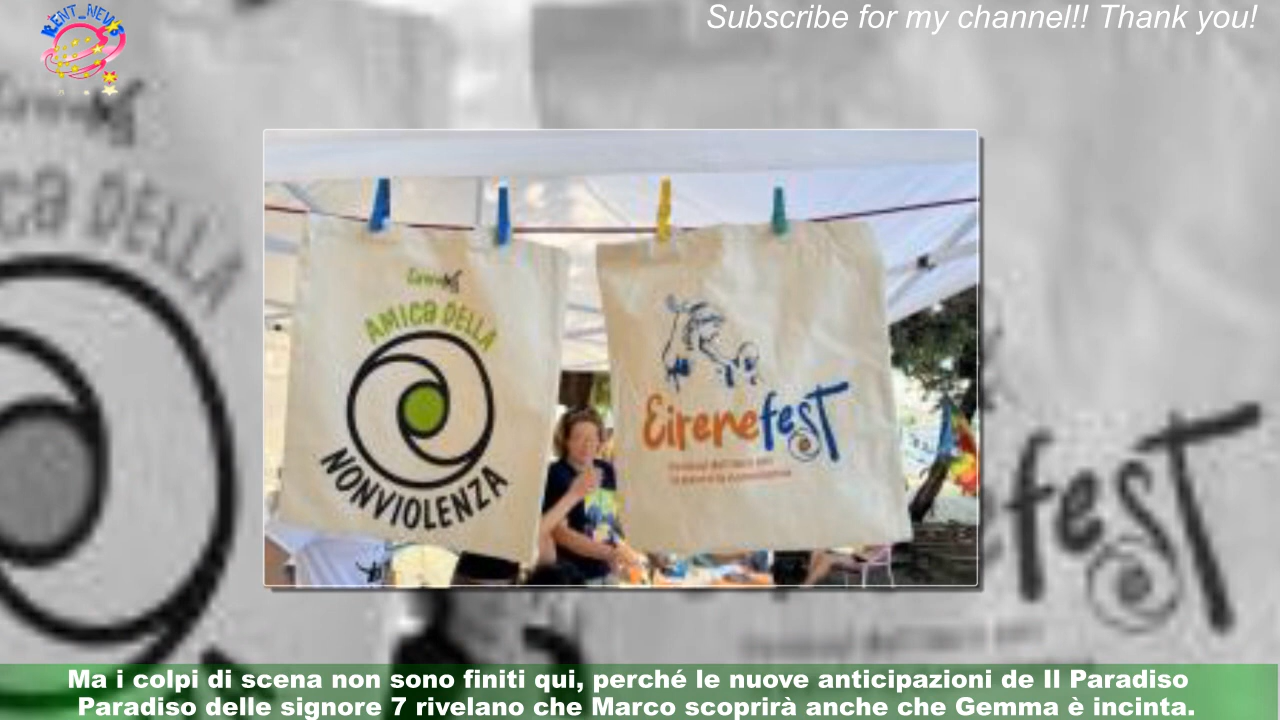 Subscribe for my channel!! Thank you!
AMICA DELLA
NONVIOLENZA
Eirenefest
Ma i colpi di scena non sono finiti qui, perché le nuove anticipazioni de Il Paradiso
Paradiso delle signore 7 rivelano che Marco scoprirà anche che Gemma è incinta.